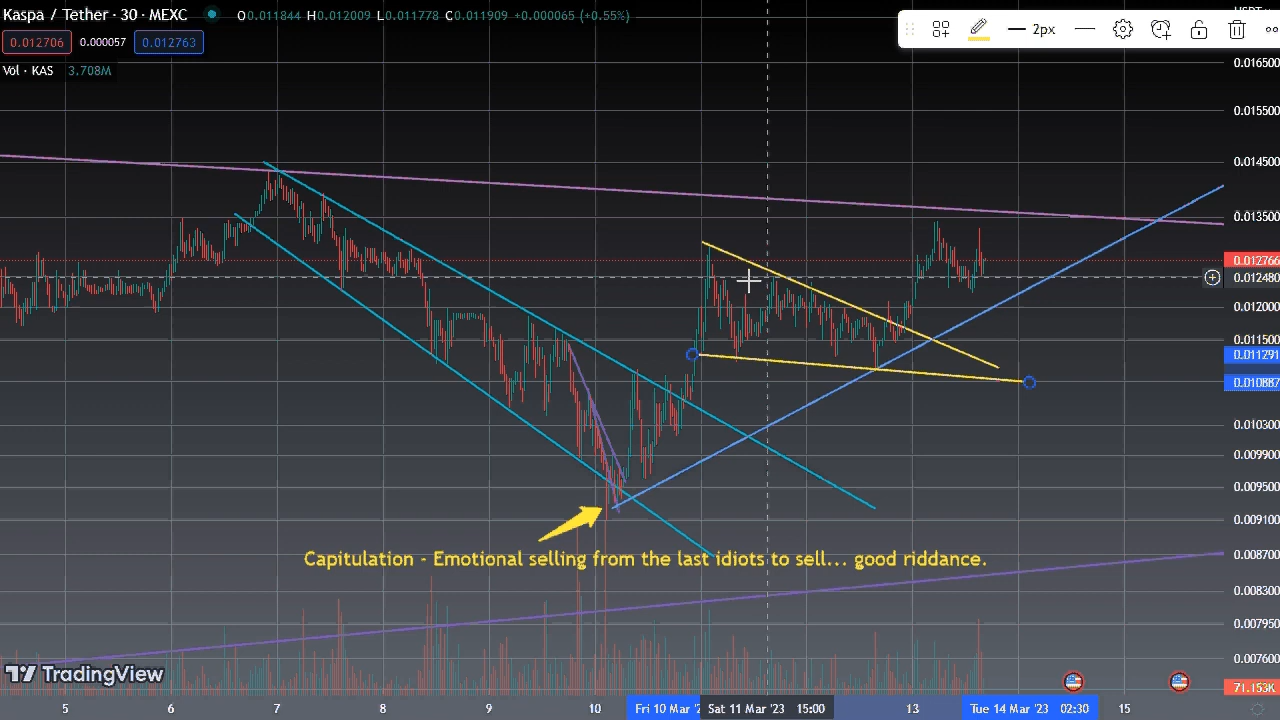 Kaspa / Tether · 30 · MEXC O0.011844 H0.012009 L0.011778 C0.011909 +0.000065 (+0.55%)
2px
0.012706 0.000057 0.012763
Vol · KAS 3.708M
0.016500
0.015500
0.014500
0.013500
0.012766
0.012480
0.012000
0.011500
0.011291
0.010887
0.010300
0.009900
0.009500
0.009100
Capitulation - Emotional selling from the last idiots to sell... good riddance.
0.008700
0.008300
0.007950
0.007600
TradingView
71.153K
5 6 7 8 9 10 Fri 10 Mar Sat 11 Mar '23 15:00 13 Tue 14 Mar '23 02:30 15